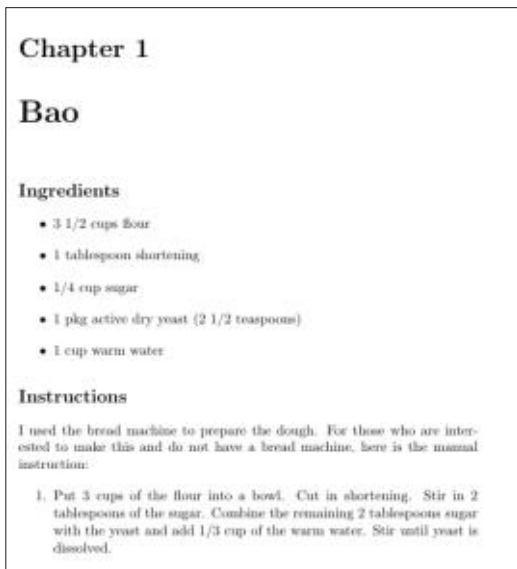 Chapter 1
Bao
Ingredients
• 3 1/2 cups flour
• 1 tablespoon shortening
• 1/4 cup sugar
• 1 pkg active dry yeast (2 1/2 teaspoons)
• 1 cup warm water
Instructions
I used the bread machine to prepare the dough. For those who are inter-
ested to make this and do not have a bread machine, here is the manual
instruction:
1. Put 3 cups of the flour into a bowl. Cut in shortening. Stir in 2
tablespoons of the sugar. Combine the remaining 2 tablespoons sugar
with the yeast and add 1/3 cup of the warm water. Stir until yeast is
dissolved.